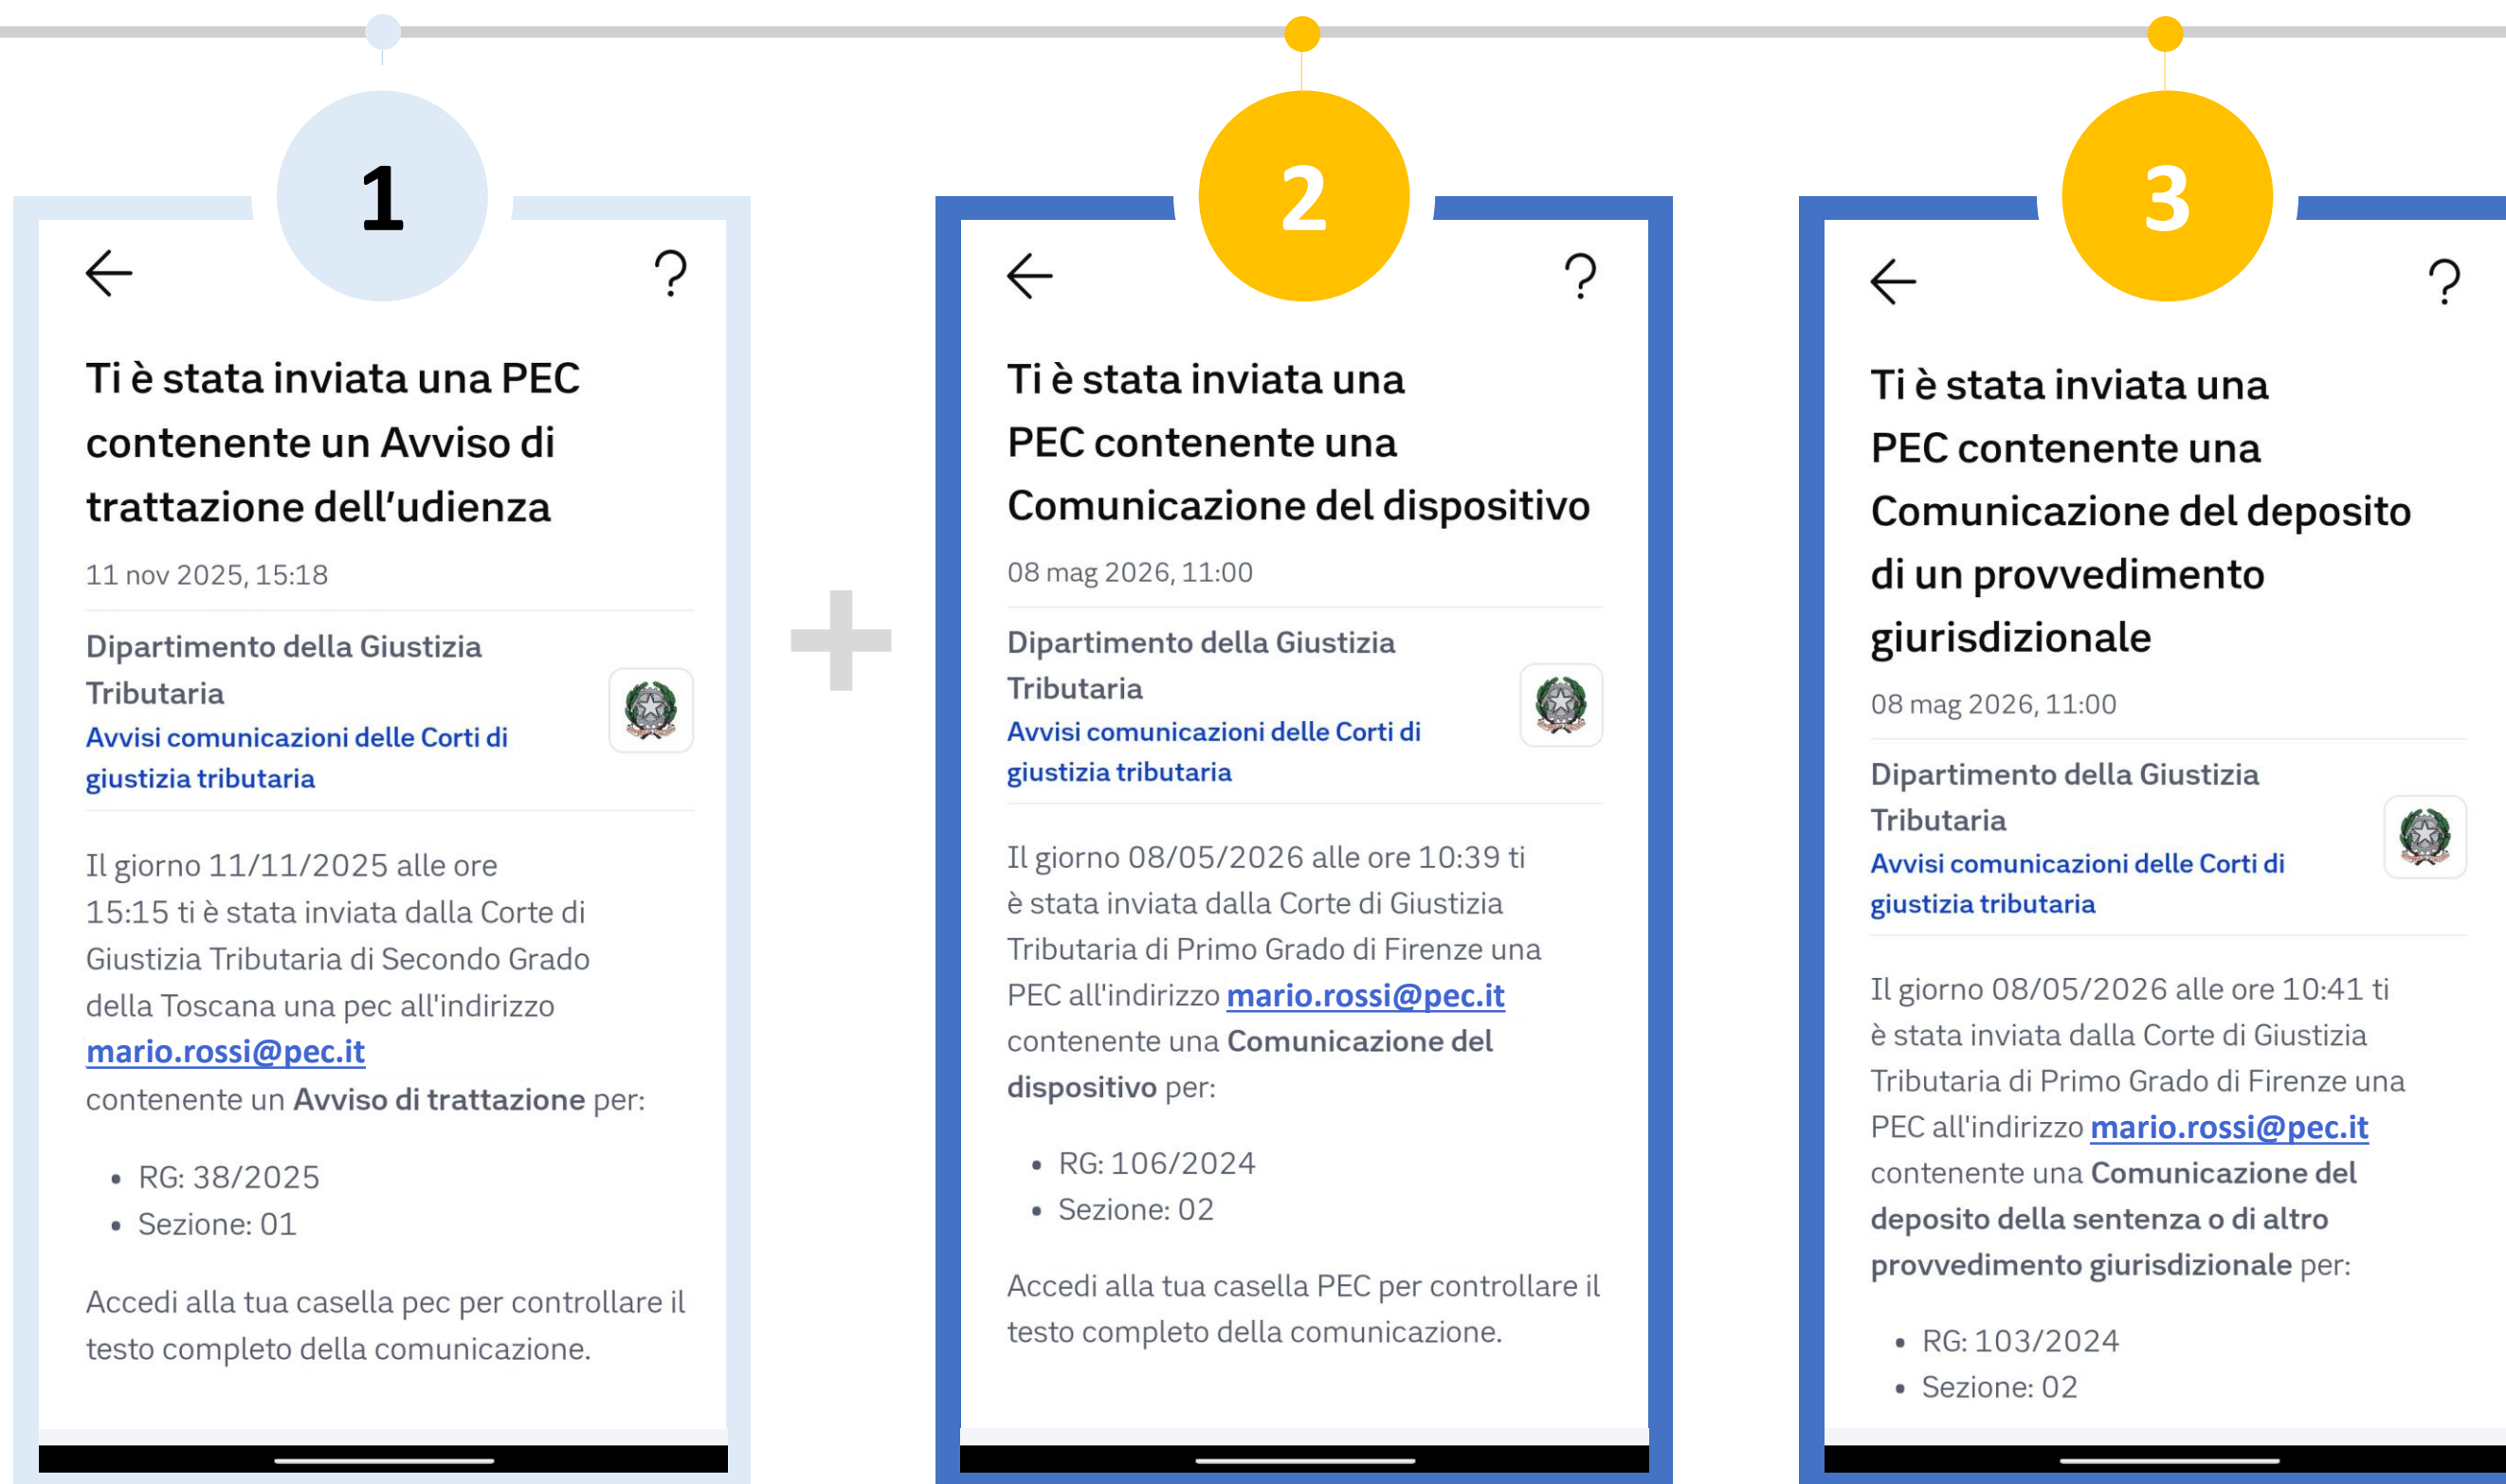 1
Ti è stata inviata una PEC
contenente un Avviso di
trattazione dell'udienza
11 nov 2025, 15:18
Dipartimento della Giustizia
Tributaria
Avvisi comunicazioni delle Corti di
giustizia tributaria
Il giorno 11/11/2025 alle ore
15:15 ti è stata inviata dalla Corte di
Giustizia Tributaria di Secondo Grado
della Toscana una pec all'indirizzo
mario.rossi@pec.it
contenente un Avviso di trattazione per:
• RG: 38/2025
• Sezione: 01
Accedi alla tua casella pec per controllare il
testo completo della comunicazione.
2
Ti è stata inviata una
PEC contenente una
Comunicazione del dispositivo
08 mag 2026, 11:00
Dipartimento della Giustizia
Tributaria
Avvisi comunicazioni delle Corti di
giustizia tributaria
Il giorno 08/05/2026 alle ore 10:39 ti
è stata inviata dalla Corte di Giustizia
Tributaria di Primo Grado di Firenze una
PEC all'indirizzo mario.rossi@pec.it
contenente una Comunicazione del
dispositivo per:
• RG: 106/2024
• Sezione: 02
Accedi alla tua casella PEC per controllare il
testo completo della comunicazione.
3
Ti è stata inviata una
PEC contenente una
Comunicazione del deposito
di un provvedimento
giurisdizionale
08 mag 2026, 11:00
Dipartimento della Giustizia
Tributaria
Avvisi comunicazioni delle Corti di
giustizia tributaria
Il giorno 08/05/2026 alle ore 10:41 ti
è stata inviata dalla Corte di Giustizia
Tributaria di Primo Grado di Firenze una
PEC all'indirizzo mario.rossi@pec.it
contenente una Comunicazione del
deposito della sentenza o di altro
provvedimento giurisdizionale per:
• RG: 103/2024
• Sezione: 02